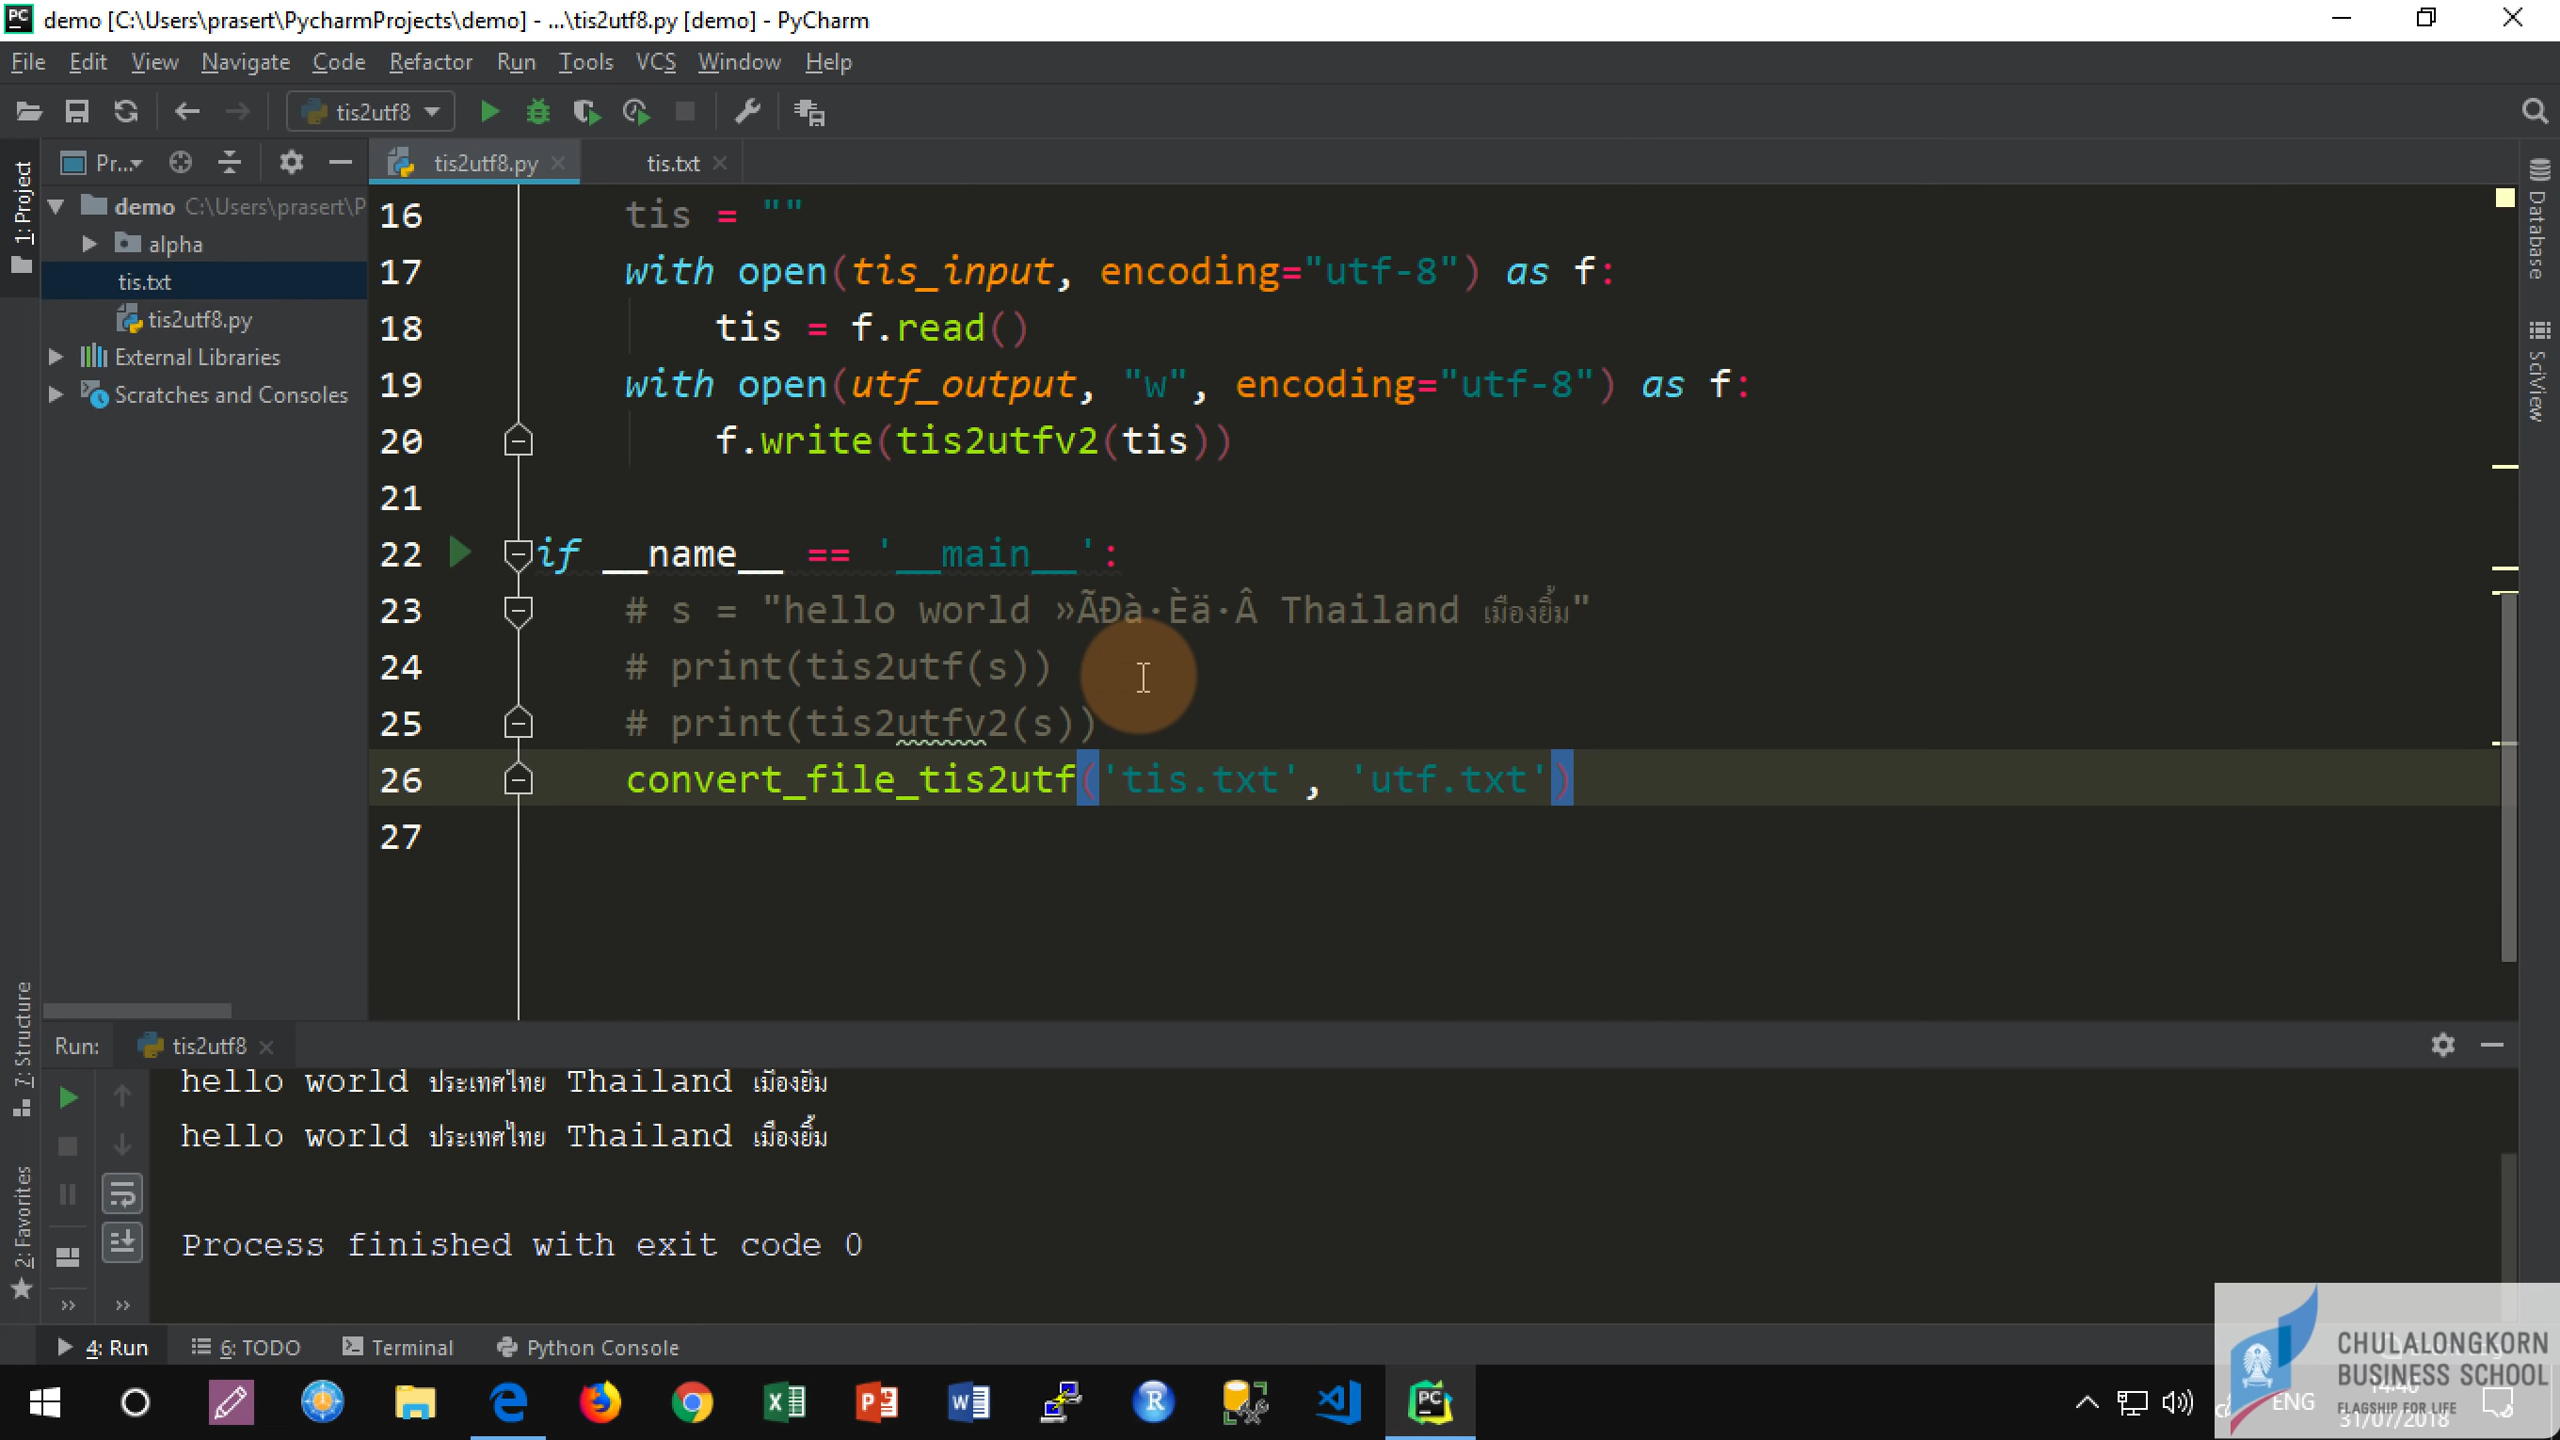 demo [C:\Users\prasert\PycharmProjects\demo] - ...\tis2utf8.py [demo] - PyCharm
File Edit View Navigate Code Refactor Run Tools VCS Window Help
tis2utf8
Pr... tis2utf8.py tis.txt
1: Project
demo C:\Users\prasert\P
alpha
tis.txt
tis2utf8.py
External Libraries
Scratches and Consoles
16 tis = ""
17 with open(tis_input, encoding="utf-8") as f:
18 tis = f.read()
19 with open(utf_output, "w", encoding="utf-8") as f:
20 f.write(tis2utfv2(tis))
21
22 if __name__ == '__main__':
23 # s = "hello world »ÃÐà·Èä·Â Thailand เมืองยิ้ม"
24 # print(tis2utf(s))
25 # print(tis2utfv2(s))
26 convert_file_tis2utf('tis.txt', 'utf.txt')
27
Database
SciView
7: Structure
2: Favorites
Run: tis2utf8
hello world ประเทศไทย Thailand เมืองยิ้ม
hello world ประเทศไทย Thailand เมืองยิ้ม
Process finished with exit code 0
4: Run 6: TODO Terminal Python Console
ENG
31/07/2018
CHULALONGKORN
BUSINESS SCHOOL
FLAGSHIP FOR LIFE